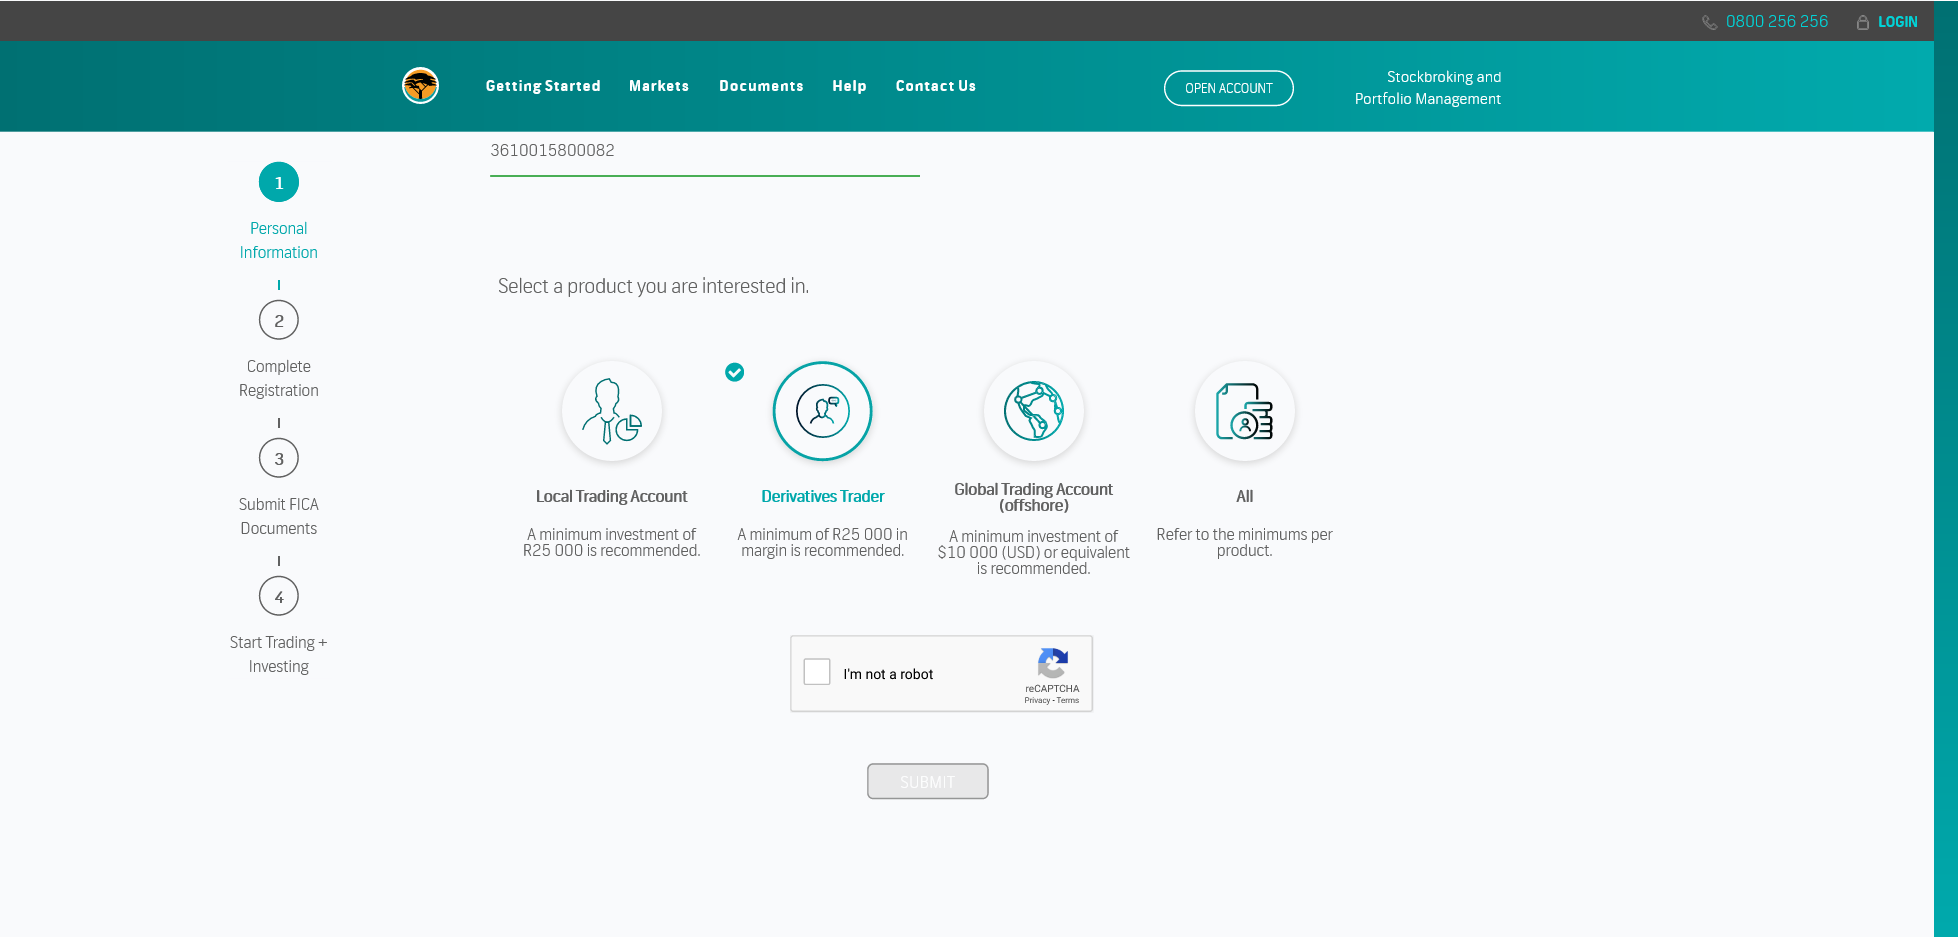 0800 256 256
LOGIN
Getting Started
Markets
Documents
Help
Contact Us
OPEN ACCOUNT
Stockbroking and
Portfolio Management
3610015800082
1
Personal
Information
2
Complete
Registration
3
Submit FICA
Documents
4
Start Trading +
Investing
Select a product you are interested in.
Local Trading Account
A minimum investment of
R25 000 is recommended.
Derivatives Trader
A minimum of R25 000 in
margin is recommended.
Global Trading Account
(offshore)
A minimum investment of
$10 000 (USD) or equivalent
is recommended.
All
Refer to the minimums per
product.
I'm not a robot
reCAPTCHA
Privacy - Terms
SUBMIT